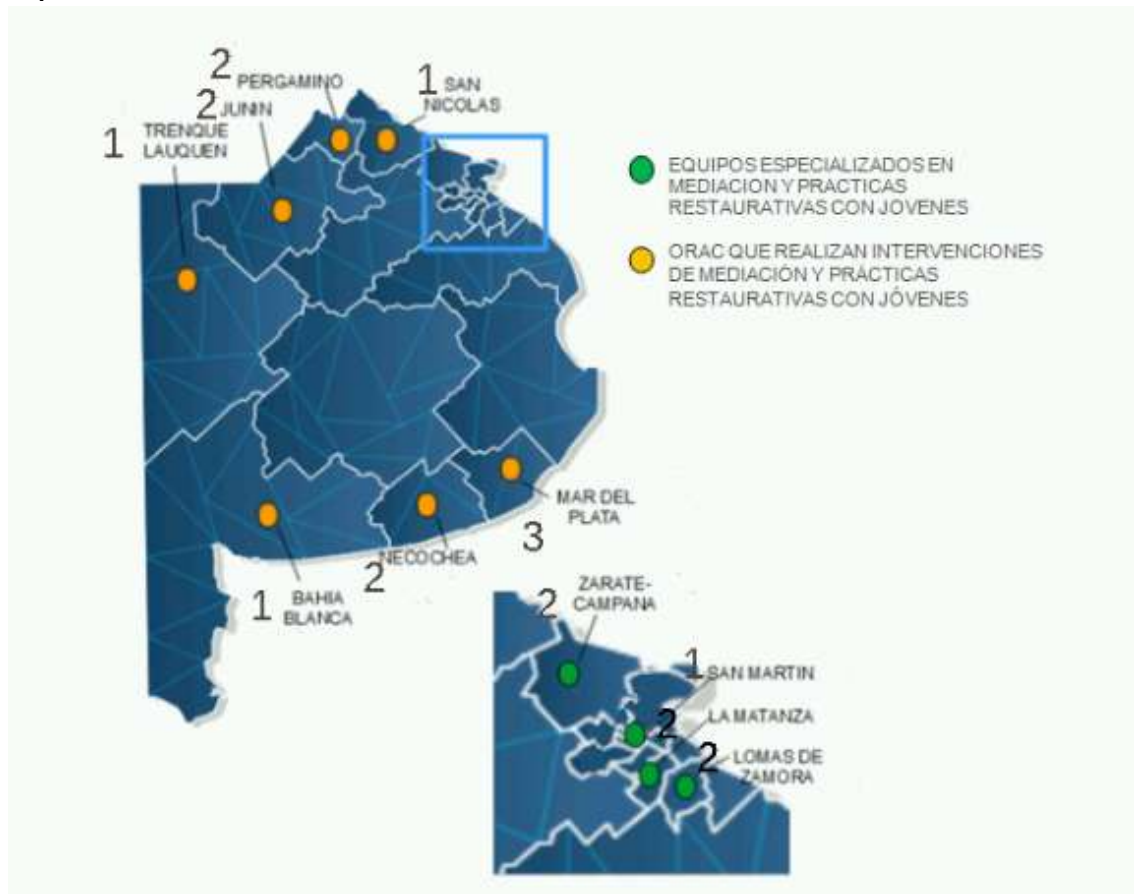 2 PERGAMINO
1 SAN
NICOLAS
2 JUNIN
1 TRENQUE
LAUQUEN
EQUIPOS ESPECIALIZADOS EN
MEDIACION Y PRACTICAS
RESTAURATIVAS CON JOVENES
ORAC QUE REALIZAN INTERVENCIONES
DE MEDIACIÓN Y PRÁCTICAS
RESTAURATIVAS CON JÓVENES
MAR DEL
PLATA
3
NECOCHEA
2
1 BAHIA
BLANCA
2 ZARATE-
CAMPANA
1 SAN MARTIN
2 LA MATANZA
2 LOMAS DE
ZAMORA